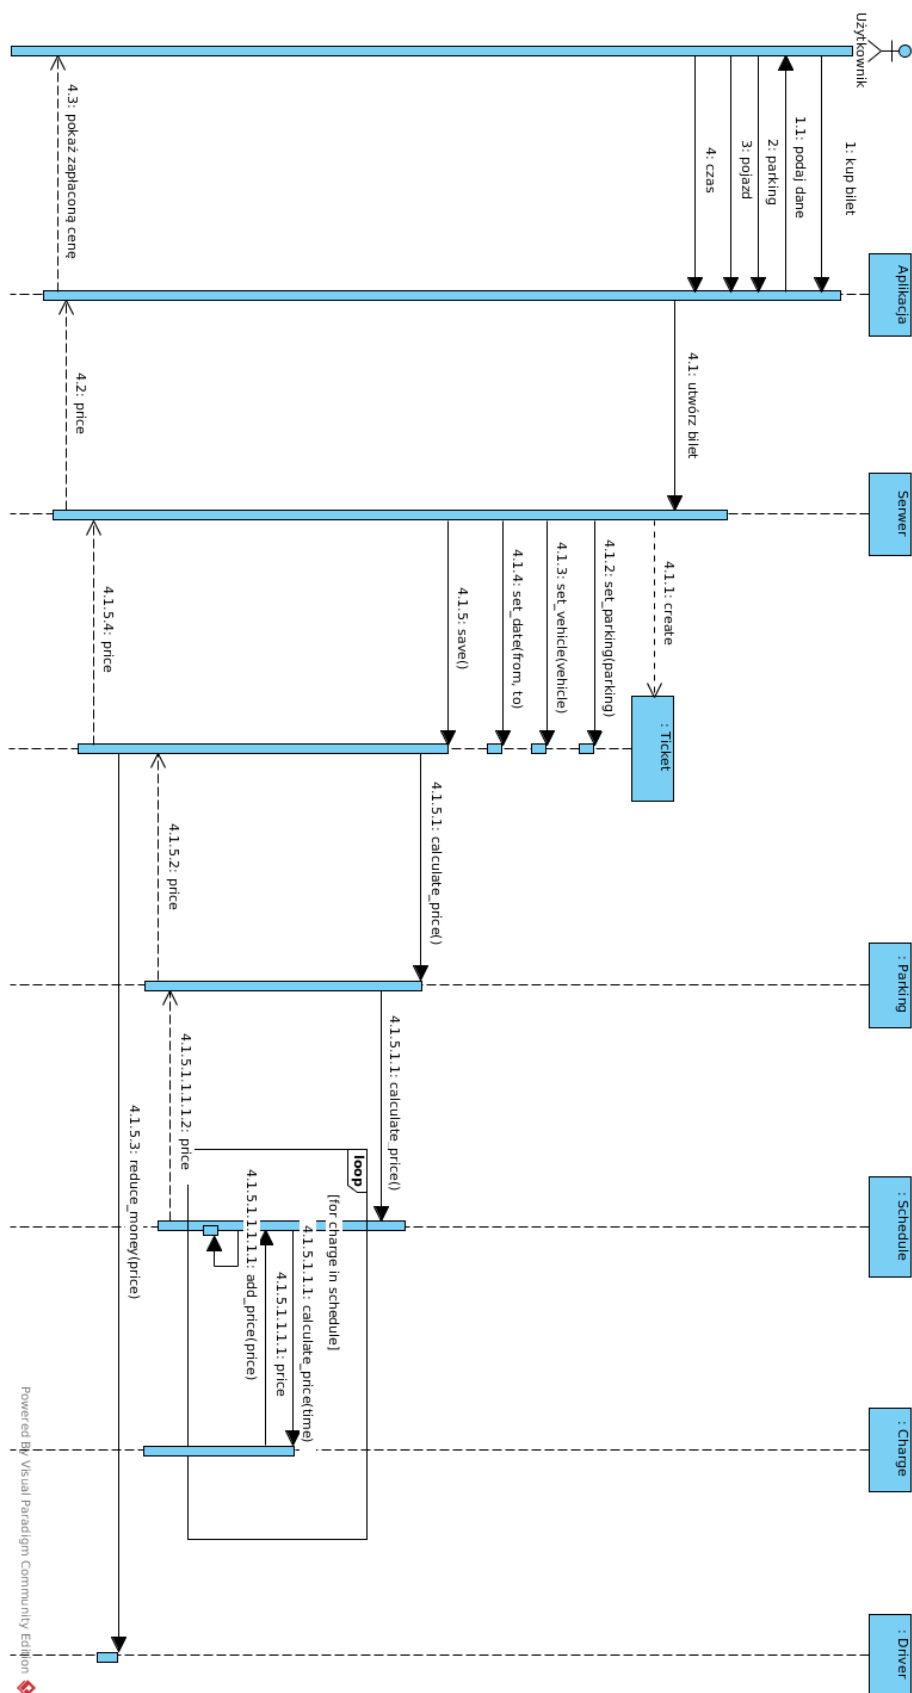 Użytkownik
Aplikacja
Serwer
: Ticket
: Parking
: Schedule
: Charge
: Driver
1: kup bilet
1.1: podaj dane
2: parking
3: pojazd
4: czas
4.1: utwórz bilet
4.1.1: create
4.1.2: set_parking(parking)
4.1.3: set_vehicle(vehicle)
4.1.4: set_date(from, to)
4.1.5: save()
4.1.5.1: calculate_price()
4.1.5.1.1: calculate_price()
loop
[for charge in schedule]
4.1.5.1.1.1: calculate_price(time)
4.1.5.1.1.1.1: price
4.1.5.1.1.1.1.1: add_price(price)
4.1.5.1.1.1.1.2: price
4.1.5.2: price
4.1.5.3: reduce_money(price)
4.1.5.4: price
4.2: price
4.3: pokaż zapłaconą cenę
Powered By Visual Paradigm Community Edition